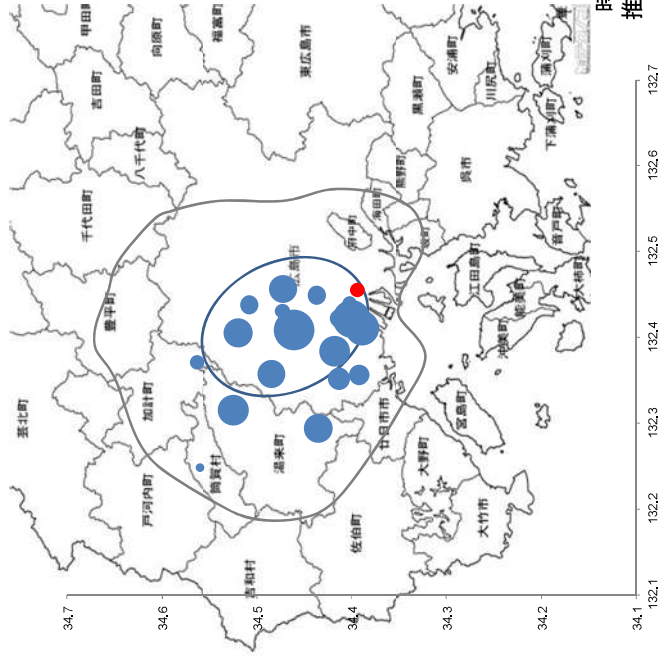 時
推
甲田町
向原町
福富町
吉田町
東広島市
八千代町
千代田町
安浦町
蒲刈町
川尻町
黒瀬町
下蒲刈町
熊野町
呉市
海田町
府中町
坂町
音戸町
広島市
江田島町
大柿町
能美町
沖美町
豊平町
芸北町
加計町
廿日市市
宮島町
筒賀村
湯来町
大野町
戸河内町
佐伯町
大竹市
吉和村
34.7
34.6
34.5
34.4
34.3
34.2
34.1
132.1
132.2
132.3
132.4
132.5
132.6
132.7